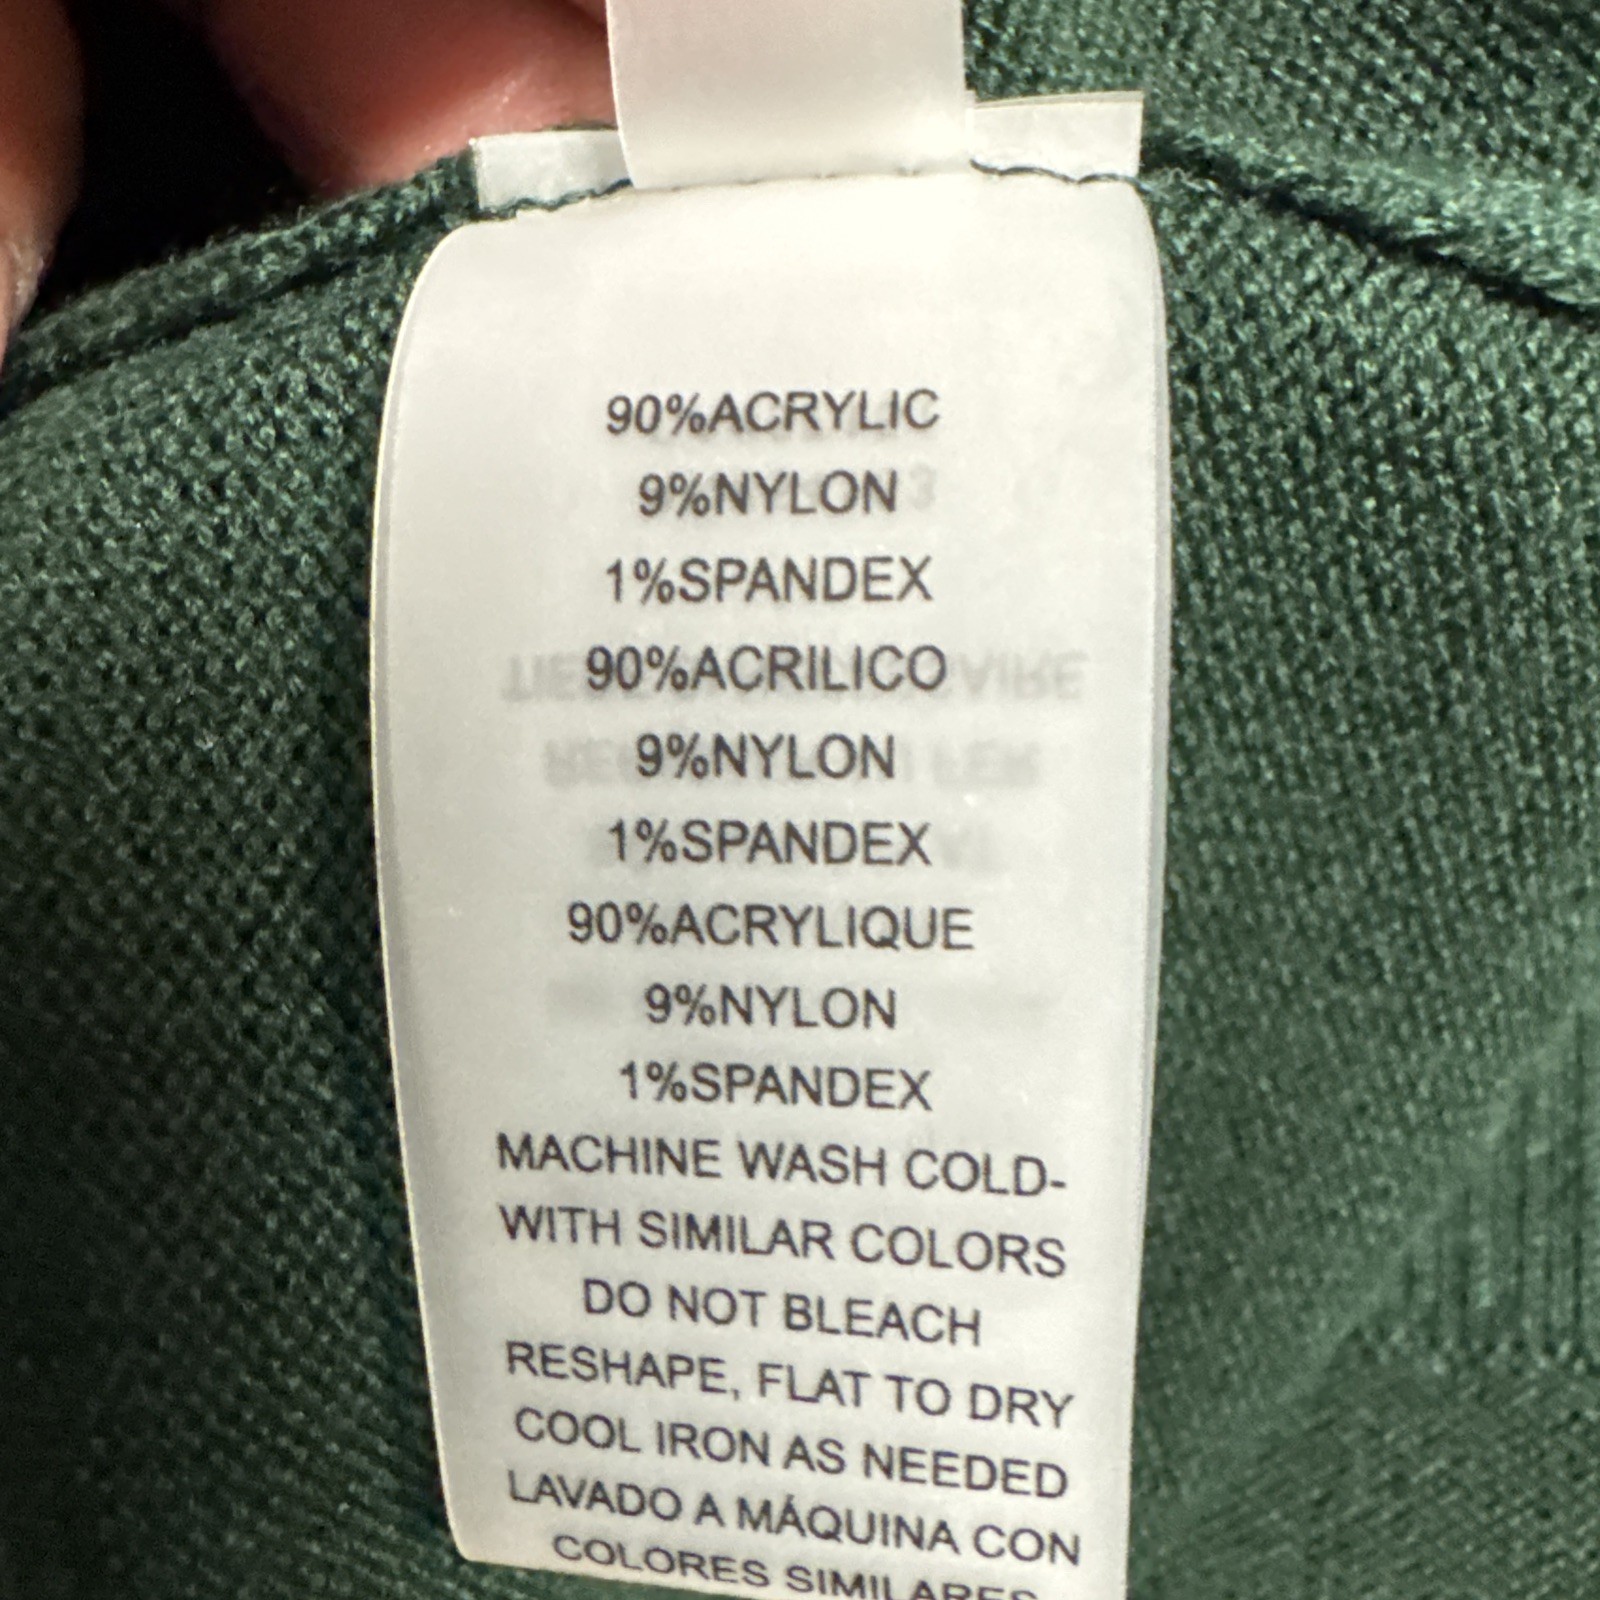 90%ACRYLIC
9%NYLON
1%SPANDEX
90%ACRILICO
9%NYLON
1%SPANDEX
90%ACRYLIQUE
9%NYLON
1%SPANDEX
MACHINE WASH COLD-
WITH SIMILAR COLORS
DO NOT BLEACH
RESHAPE, FLAT TO DRY
COOL IRON AS NEEDED
LAVADO A MÁQUINA CON
COLORES SIMILARES